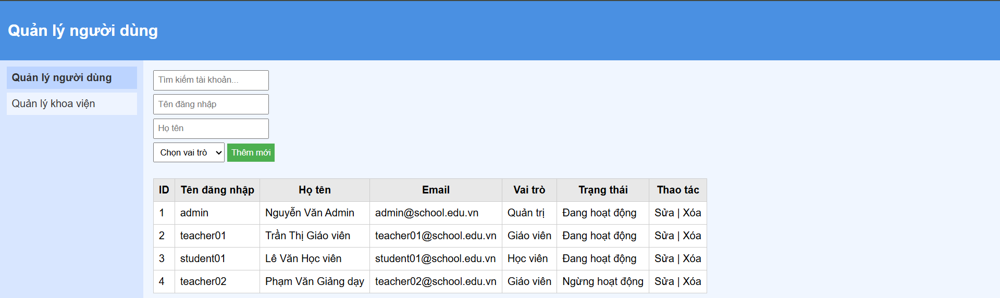 Quản lý người dùng
Quản lý người dùng
Quản lý khoa viện
Tìm kiếm tài khoản...
Tên đăng nhập
Họ tên
Chọn vai trò Thêm mới
ID Tên đăng nhập Họ tên Email Vai trò Trạng thái Thao tác
1 admin Nguyễn Văn Admin admin@school.edu.vn Quản trị Đang hoạt động Sửa | Xóa
2 teacher01 Trần Thị Giáo viên teacher01@school.edu.vn Giáo viên Đang hoạt động Sửa | Xóa
3 student01 Lê Văn Học viên student01@school.edu.vn Học viên Đang hoạt động Sửa | Xóa
4 teacher02 Phạm Văn Giảng dạy teacher02@school.edu.vn Giáo viên Ngừng hoạt động Sửa | Xóa